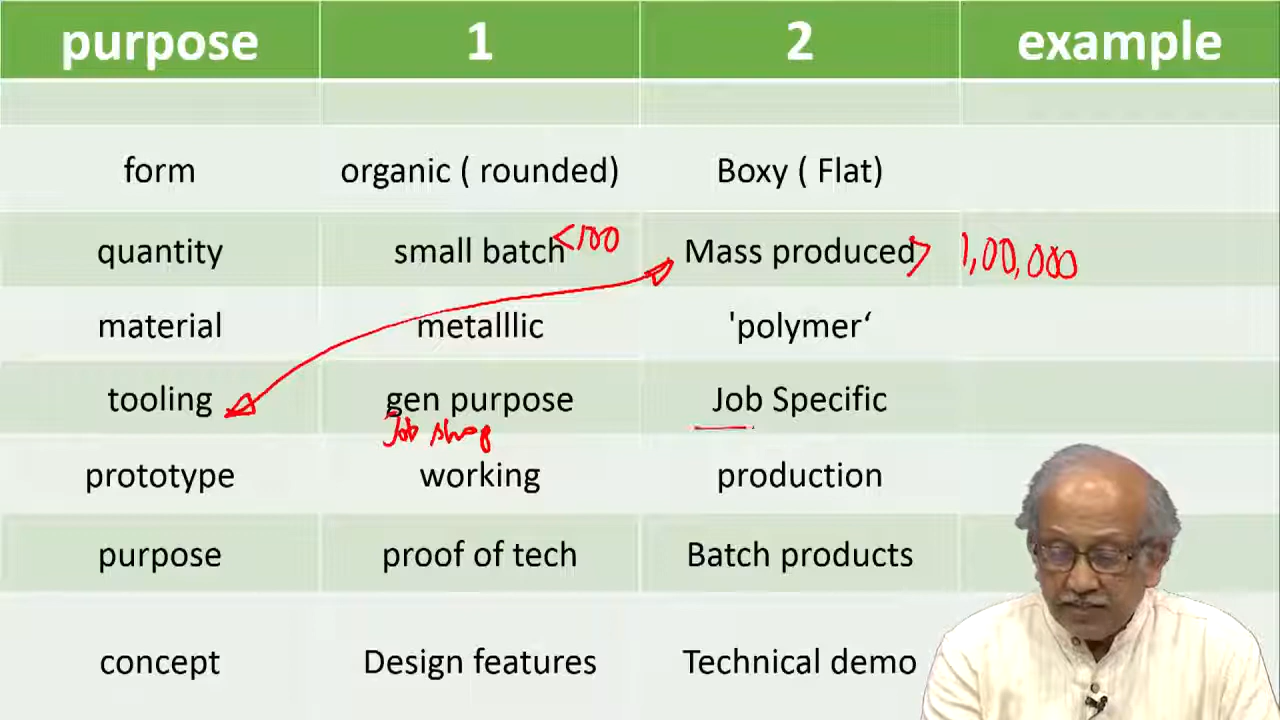 purpose 1 2 example
form organic ( rounded) Boxy ( Flat)
quantity small batch <100 Mass produced > 1,00,000
material metalllic 'polymer‘
tooling gen purpose Job Specific
Job shop
prototype working production
purpose proof of tech Batch products
concept Design features Technical demo